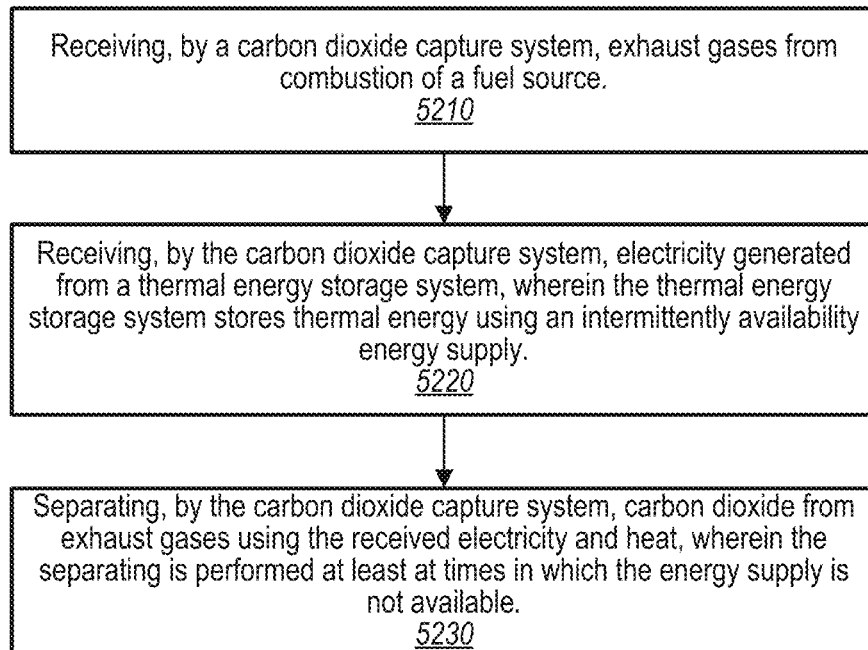 Receiving, by a carbon dioxide capture system, exhaust gases from
combustion of a fuel source.
5210
Receiving, by the carbon dioxide capture system, electricity generated
from a thermal energy storage system, wherein the thermal energy
storage system stores thermal energy using an intermittently availability
energy supply.
5220
Separating, by the carbon dioxide capture system, carbon dioxide from
exhaust gases using the received electricity and heat, wherein the
separating is performed at least at times in which the energy supply is
not available.
5230